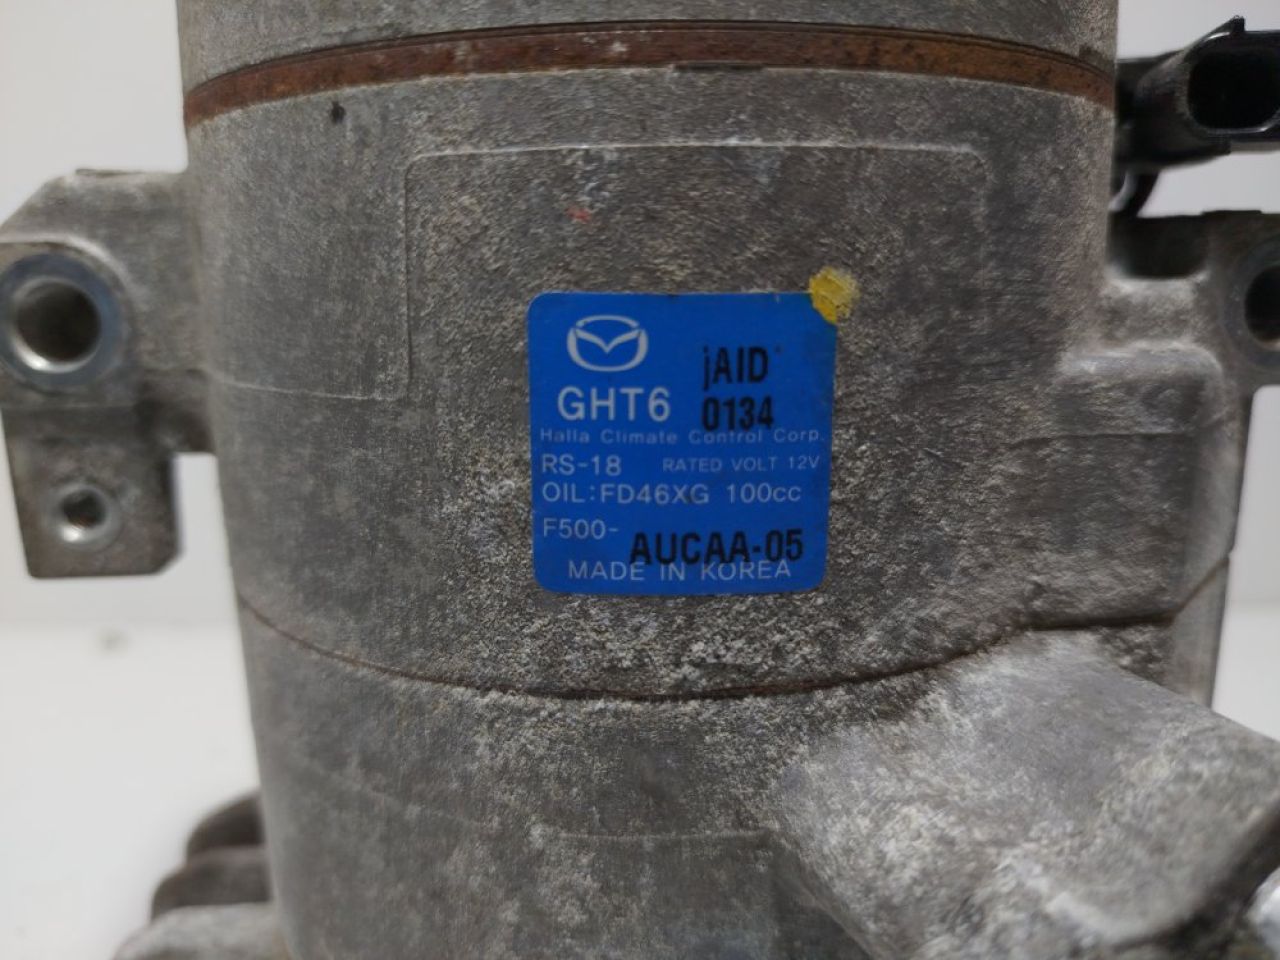 GHT6 jAID
0134
Halla Climate Control Corp.
RS-18 RATED VOLT 12V
OIL:FD46XG 100cc
F500-AUCAA-05
MADE IN KOREA